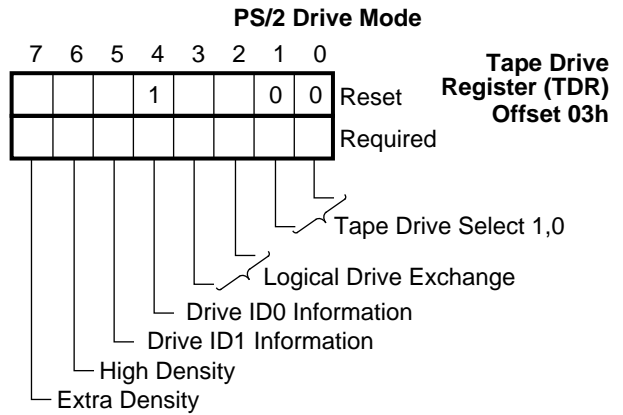 PS/2 Drive Mode
7 6 5 4 3 2 1 0
Tape Drive
Register (TDR)
Offset 03h
1 0 0 Reset
Required
Tape Drive Select 1,0
Logical Drive Exchange
Drive ID0 Information
Drive ID1 Information
High Density
Extra Density